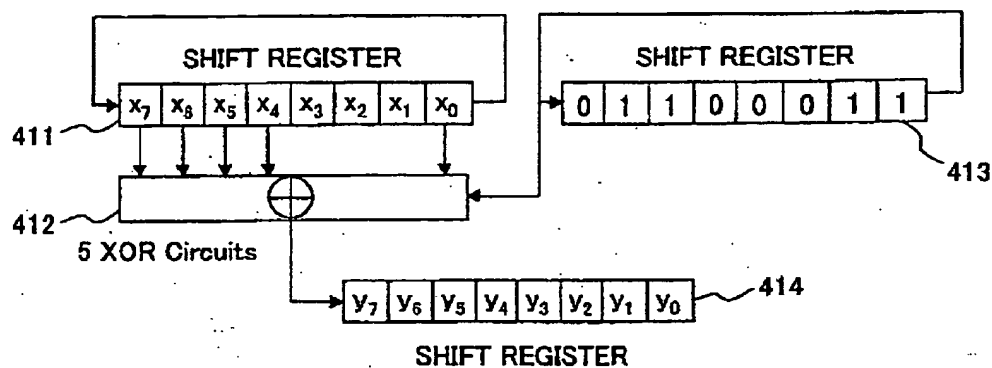 SHIFT REGISTER
SHIFT REGISTER
x7 x8 x5 x4 x3 x2 x1 x0
0 1 1 0 0 0 1 1
411
413
412
5 XOR Circuits
y7 y6 y5 y4 y3 y2 y1 y0
414
SHIFT REGISTER